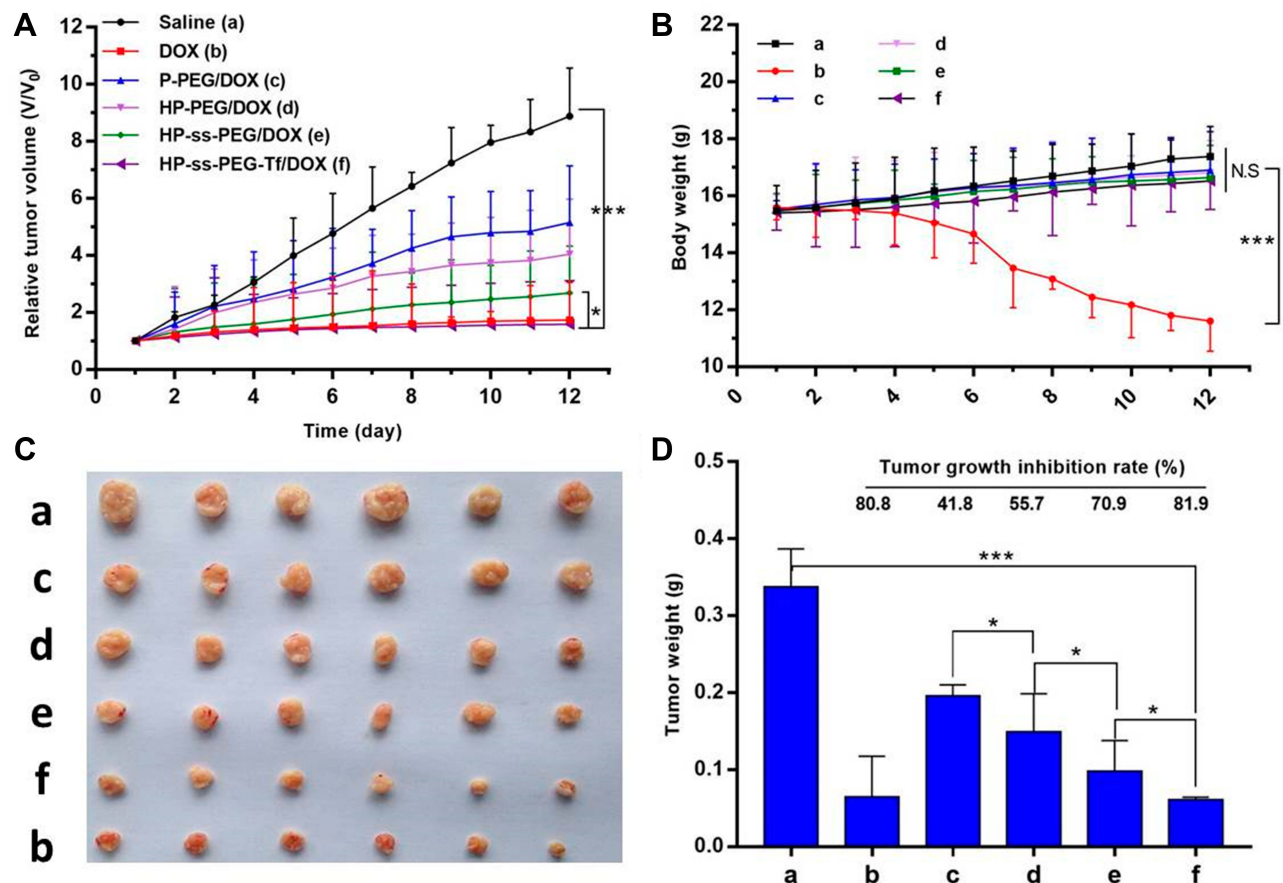 A
Relative tumor volume (V/V0)
12
10
8
6
4
2
0
Saline (a)
DOX (b)
P-PEG/DOX (c)
HP-PEG/DOX (d)
HP-ss-PEG/DOX (e)
HP-ss-PEG-Tf/DOX (f)
***
*
0 2 4 6 8 10 12
Time (day)
B
Body weight (g)
22
20
18
16
14
12
10
a d
b e
c f
N.S
***
0 2 4 6 8 10 12
C
a
c
d
e
f
b
D
Tumor weight (g)
0.5
0.4
0.3
0.2
0.1
0.0
Tumor growth inhibition rate (%)
80.8 41.8 55.7 70.9 81.9
***
*
*
*
a b c d e f